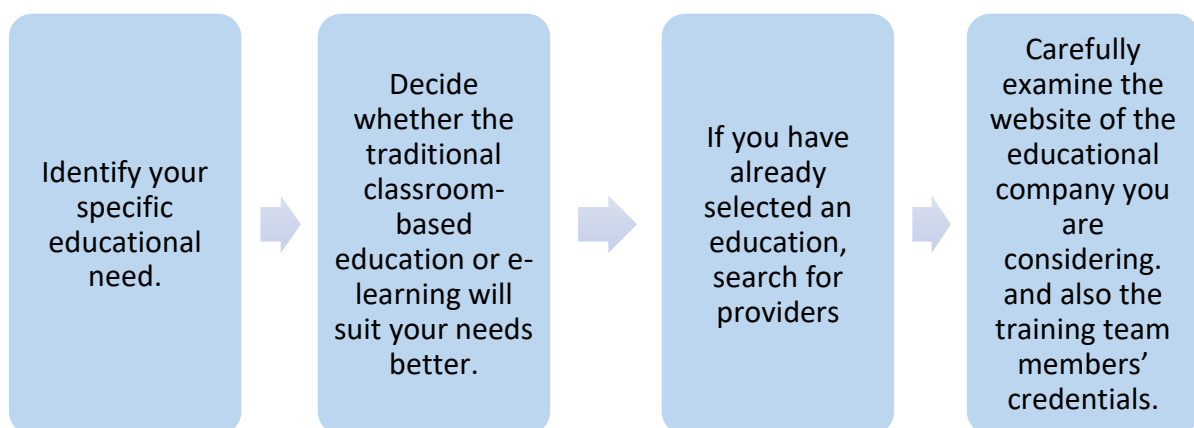 Identify your
specific
educational
need.
Decide
whether the
traditional
classroom-
based
education or e-
learning will
suit your needs
better.
If you have
already
selected an
education,
search for
providers
Carefully
examine the
website of the
educational
company you
are
considering.
and also the
training team
members’
credentials.